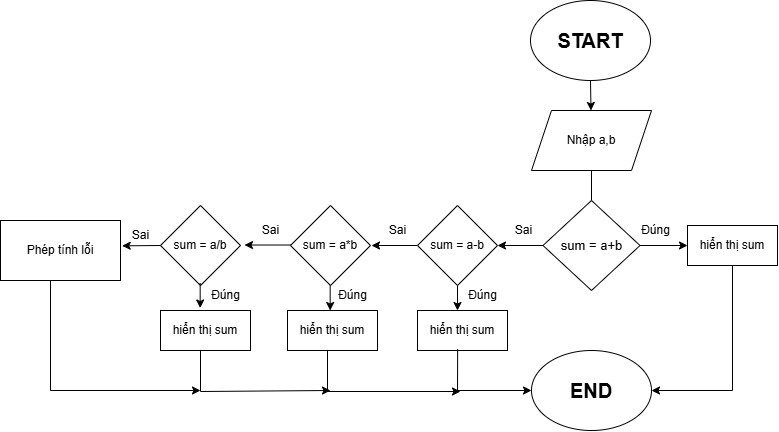 START
Nhập a,b
sum = a+b
Đúng
hiển thị sum
Sai
sum = a-b
Đúng
hiển thị sum
Sai
sum = a*b
Đúng
hiển thị sum
Sai
sum = a/b
Đúng
hiển thị sum
Sai
Phép tính lỗi
END